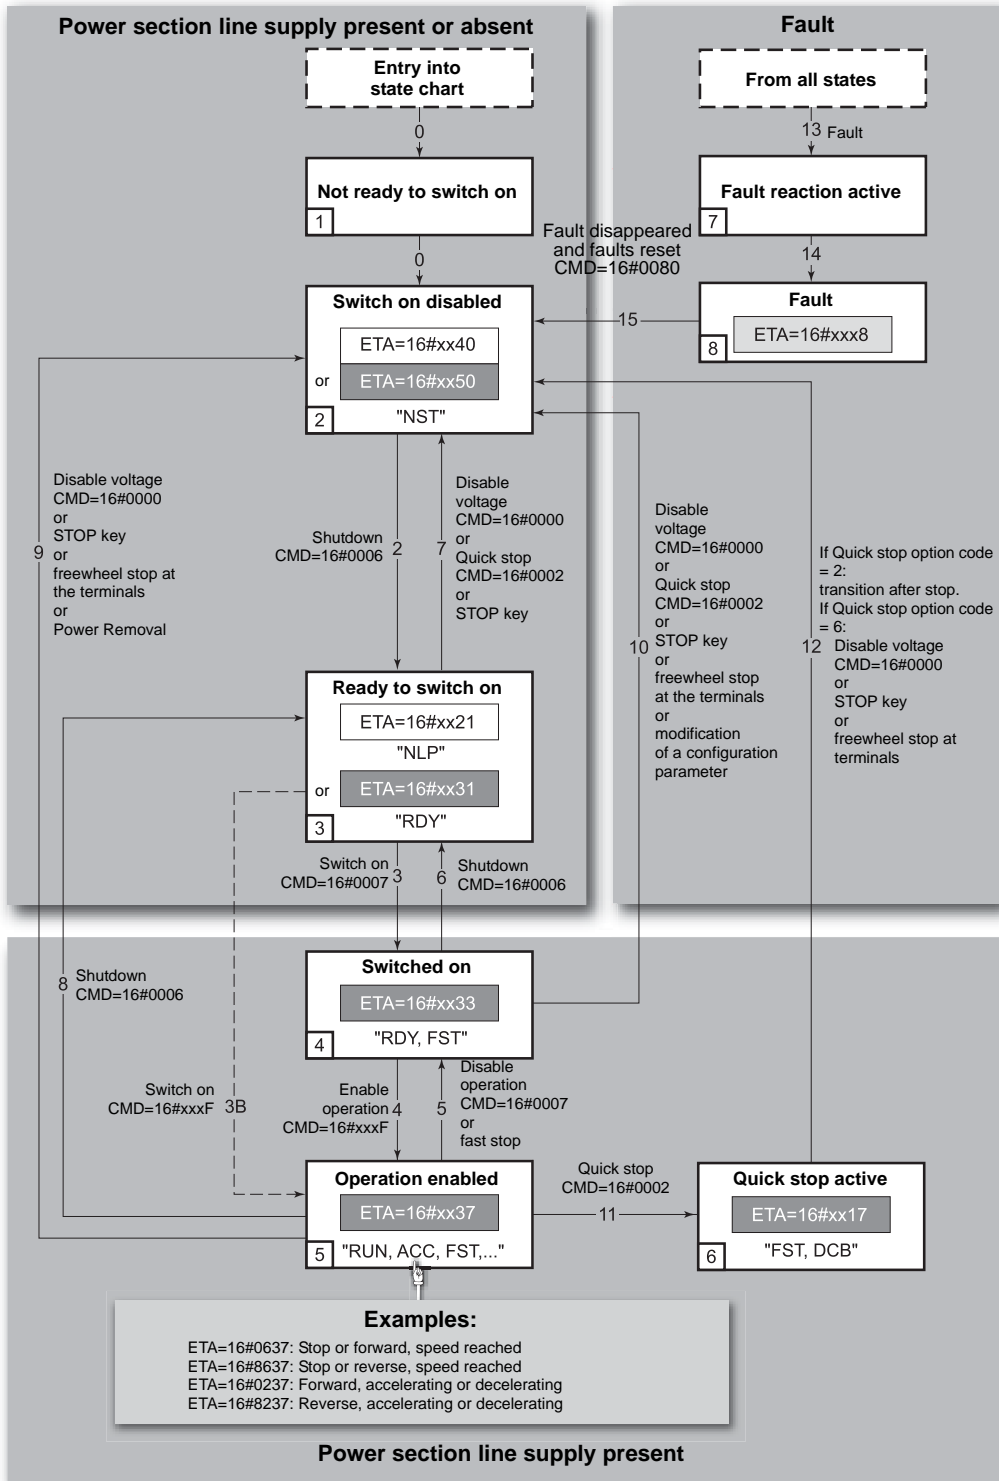 Power section line supply present or absent
Entry into
state chart
0
Not ready to switch on
1
0
Switch on disabled
ETA=16#xx40
or
ETA=16#xx50
2
"NST"
Fault
From all states
13 Fault
Fault reaction active
7
14
Fault disappeared
and faults reset
CMD=16#0080
15
Fault
ETA=16#xxx8
8
Disable voltage
CMD=16#0000
or
STOP key
or
freewheel stop at
the terminals
or
Power Removal
9
Shutdown
CMD=16#0006
2
7
Disable
voltage
CMD=16#0000
or
Quick stop
CMD=16#0002
or
STOP key
Disable
voltage
CMD=16#0000
or
Quick stop
CMD=16#0002
or
STOP key
or
freewheel stop
at the terminals
or
modification
of a configuration
parameter
10
If Quick stop option code
= 2:
transition after stop.
If Quick stop option code
= 6:
Disable voltage
CMD=16#0000
or
STOP key
or
freewheel stop at
terminals
12
Ready to switch on
ETA=16#xx21
"NLP"
or
ETA=16#xx31
"RDY"
3
Switch on
CMD=16#0007
3
6
Shutdown
CMD=16#0006
Switched on
ETA=16#xx33
4
"RDY, FST"
8
Shutdown
CMD=16#0006
Switch on
CMD=16#xxxF
3B
Enable
operation
CMD=16#xxxF
4
5
Disable
operation
CMD=16#0007
or
fast stop
Operation enabled
ETA=16#xx37
5
"RUN, ACC, FST,..."
Quick stop
CMD=16#0002
11
Quick stop active
ETA=16#xx17
6
"FST, DCB"
Examples:
ETA=16#0637: Stop or forward, speed reached
ETA=16#8637: Stop or reverse, speed reached
ETA=16#0237: Forward, accelerating or decelerating
ETA=16#8237: Reverse, accelerating or decelerating
Power section line supply present